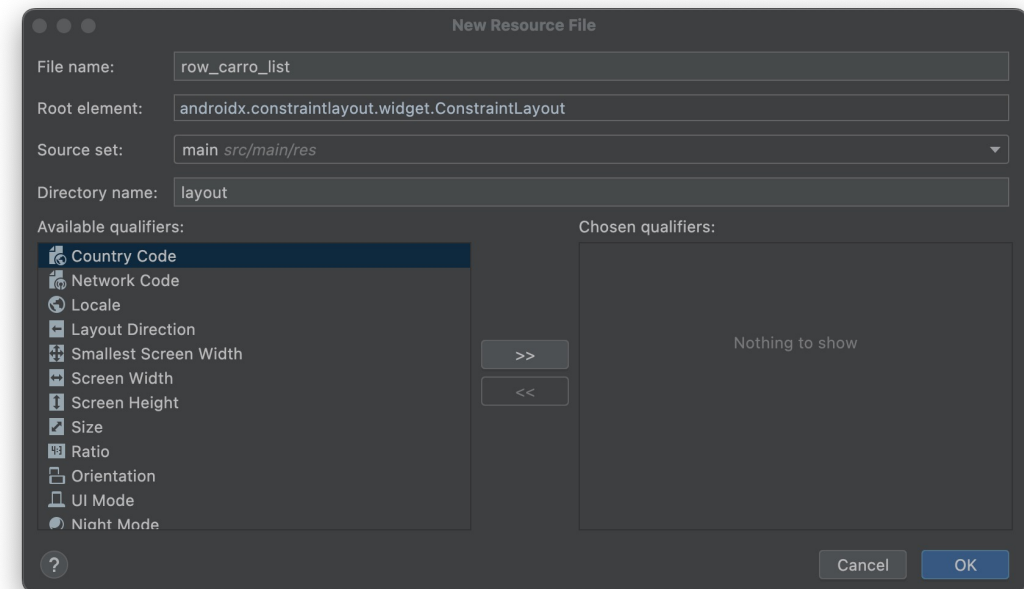 New Resource File
File name: row_carro_list
Root element: androidx.constraintlayout.widget.ConstraintLayout
Source set: main src/main/res
Directory name: layout
Available qualifiers:
Country Code
Network Code
Locale
Layout Direction
Smallest Screen Width
Screen Width
Screen Height
Size
Ratio
Orientation
UI Mode
Night Mode
>>
<<
Chosen qualifiers:
Nothing to show
?
Cancel
OK